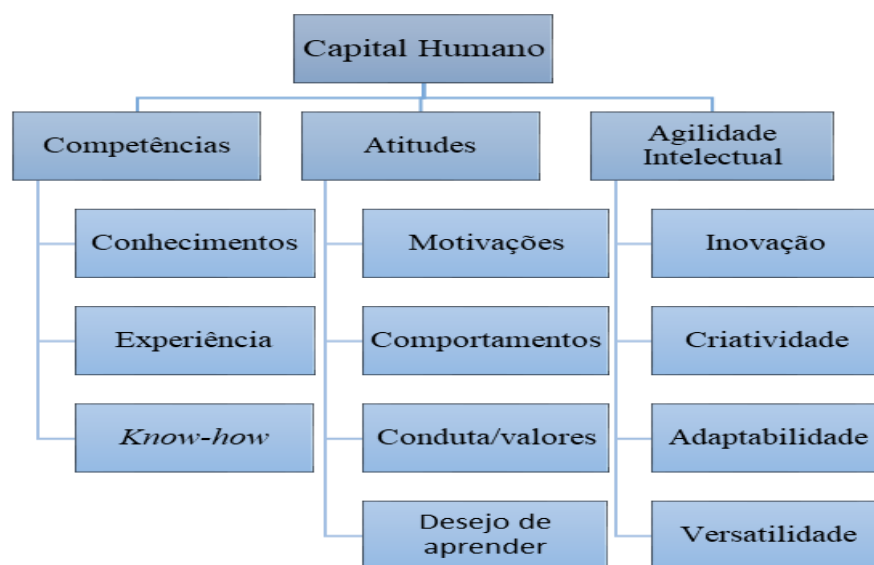 Capital Humano
Competências
Conhecimentos
Experiência
Know-how
Atitudes
Motivações
Comportamentos
Conduta/valores
Desejo de
aprender
Agilidade
Intelectual
Inovação
Criatividade
Adaptabilidade
Versatilidade